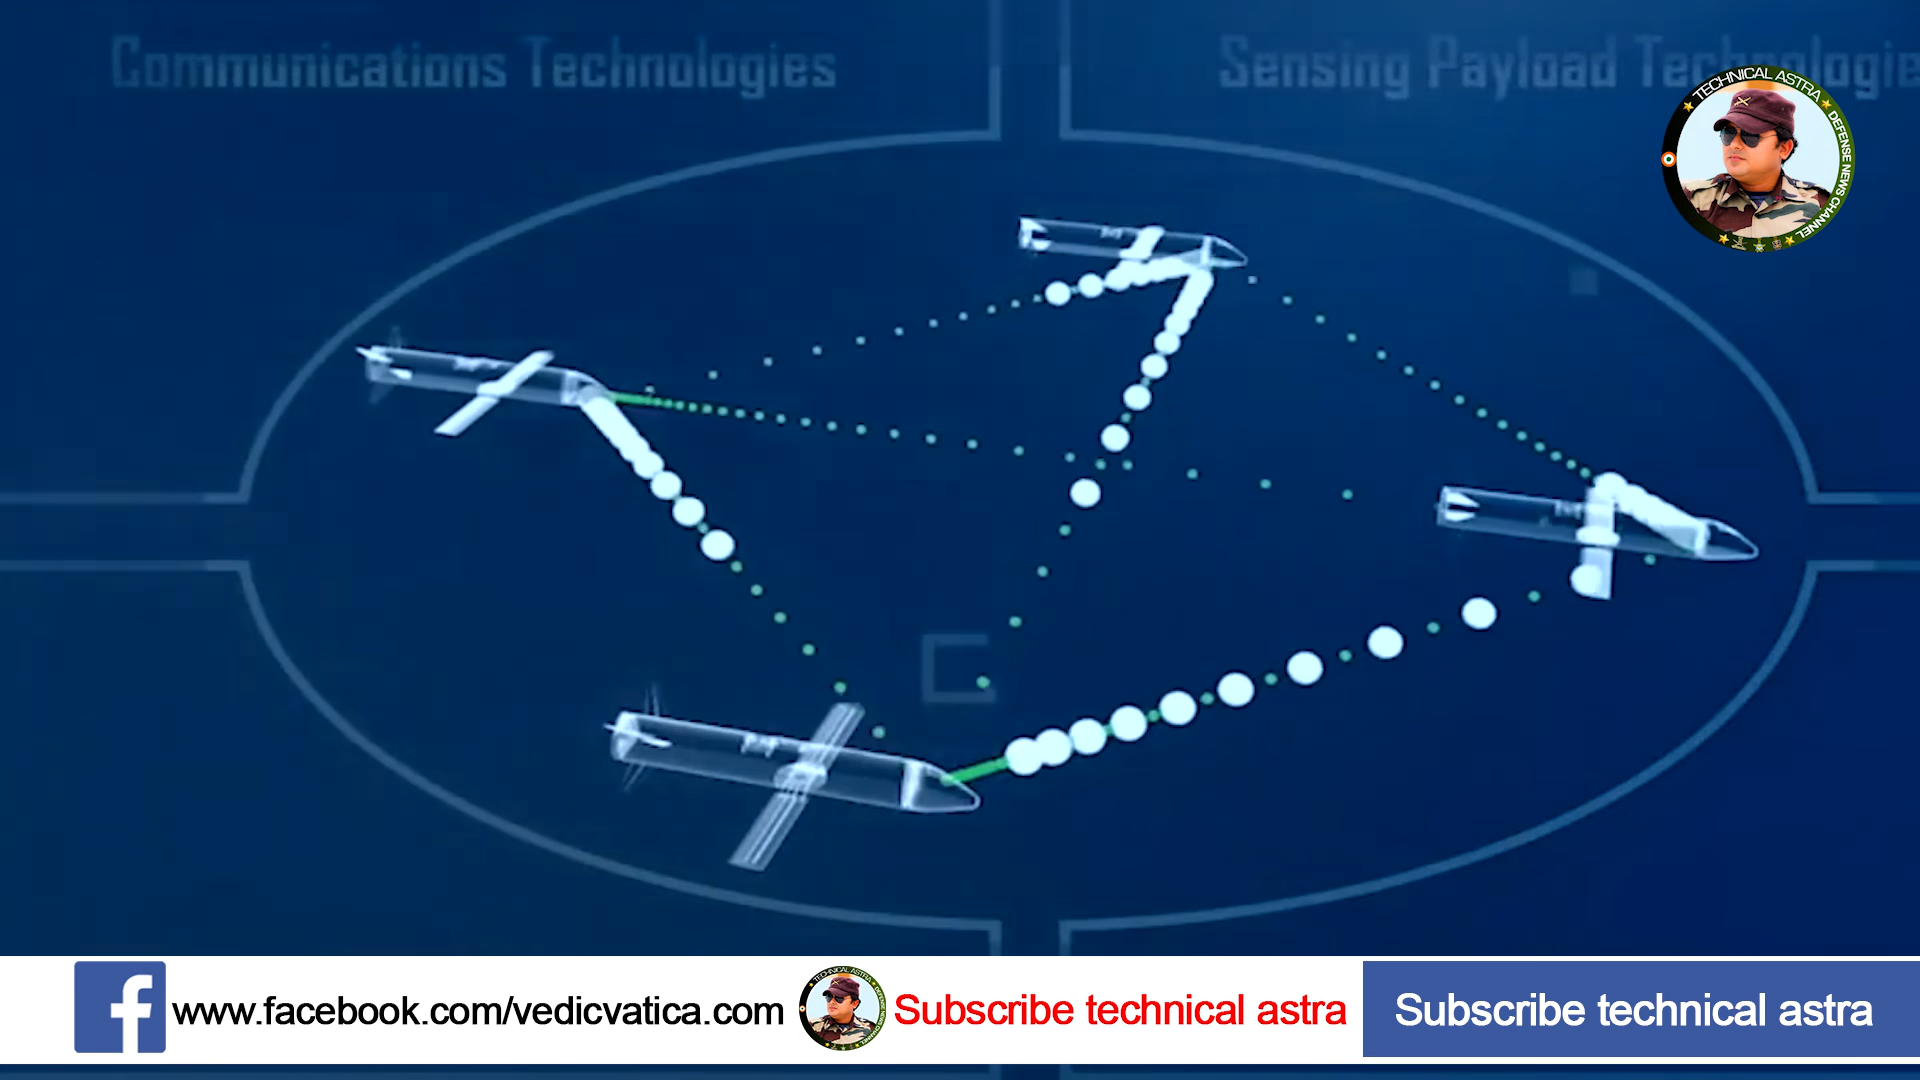 Communications Technologies
Sensing Payload Technologie
TECHNICAL ASTRA
DEFENSE NEWS CHANNEL
www.facebook.com/vedicvatica.com
Subscribe technical astra
Subscribe technical astra